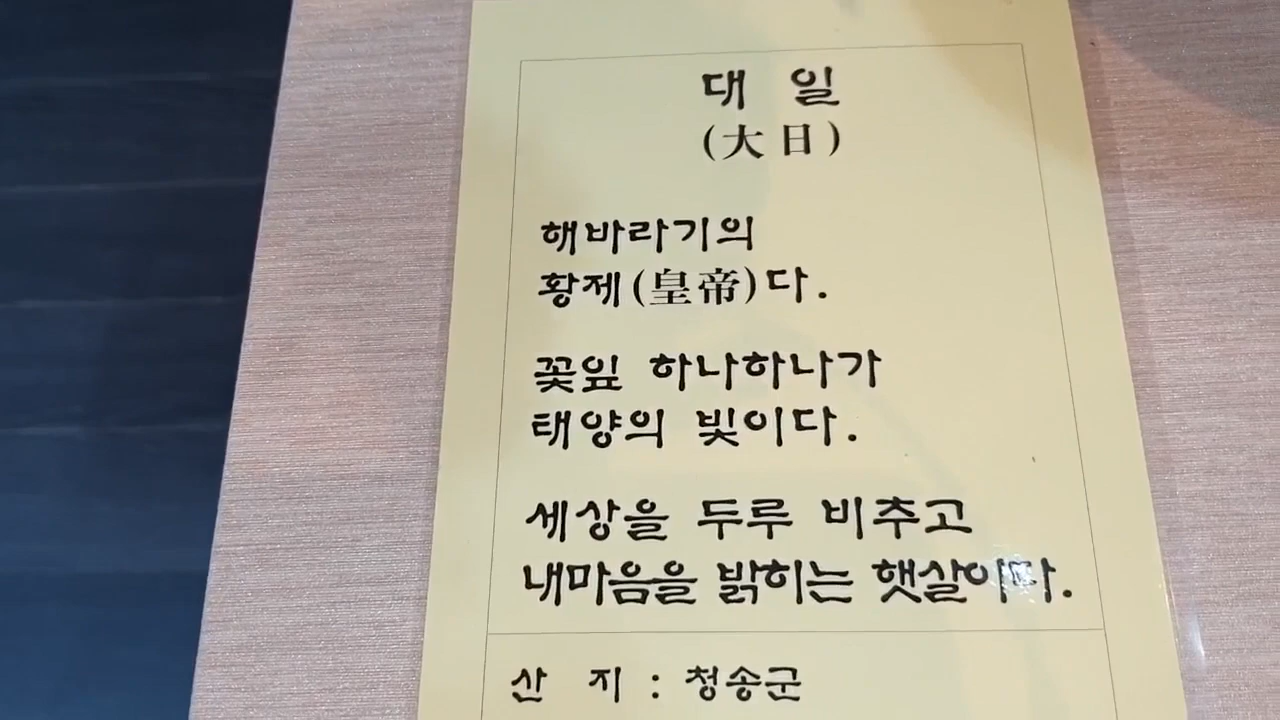 대 일
(大日)
해바라기의
황제(皇帝)다.
꽃잎 하나하나가
태양의 빛이다.
세상을 두루 비추고
내마음을 밝히는 햇살이다.
산 지 : 청송군